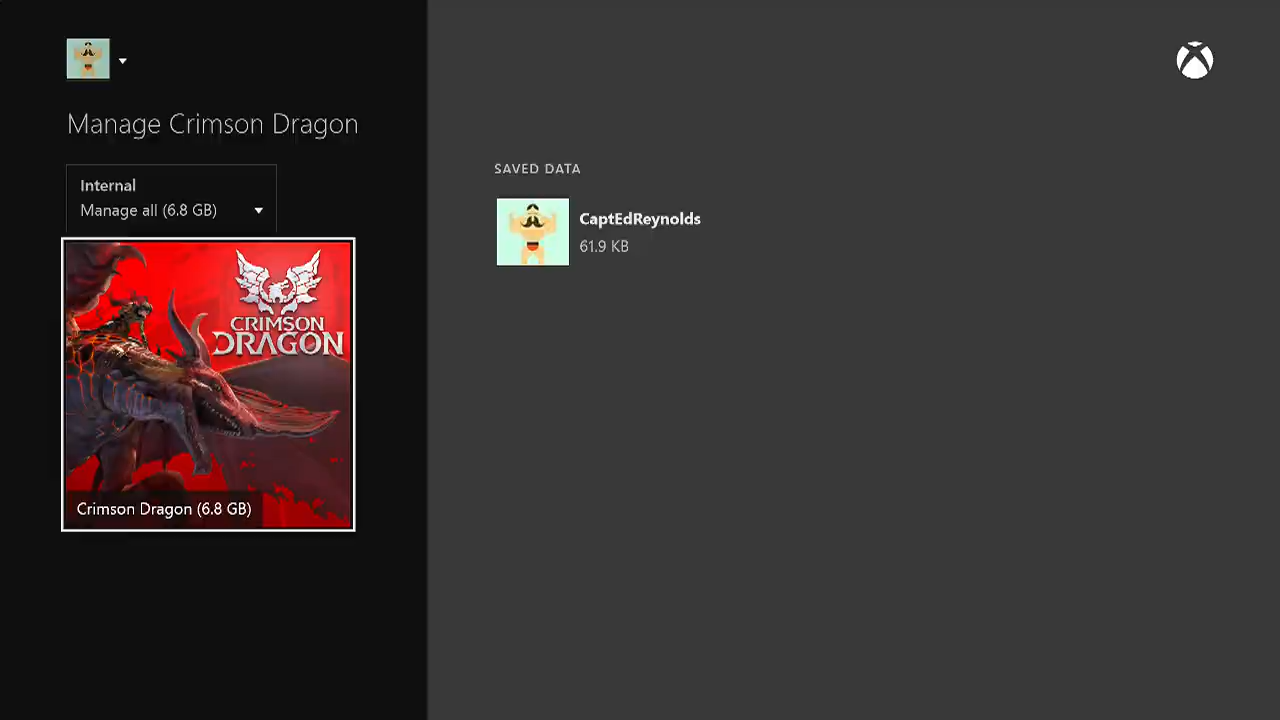 Manage Crimson Dragon
Internal
Manage all (6.8 GB)
CRIMSON
DRAGON
Crimson Dragon (6.8 GB)
SAVED DATA
CaptEdReynolds
61.9 KB